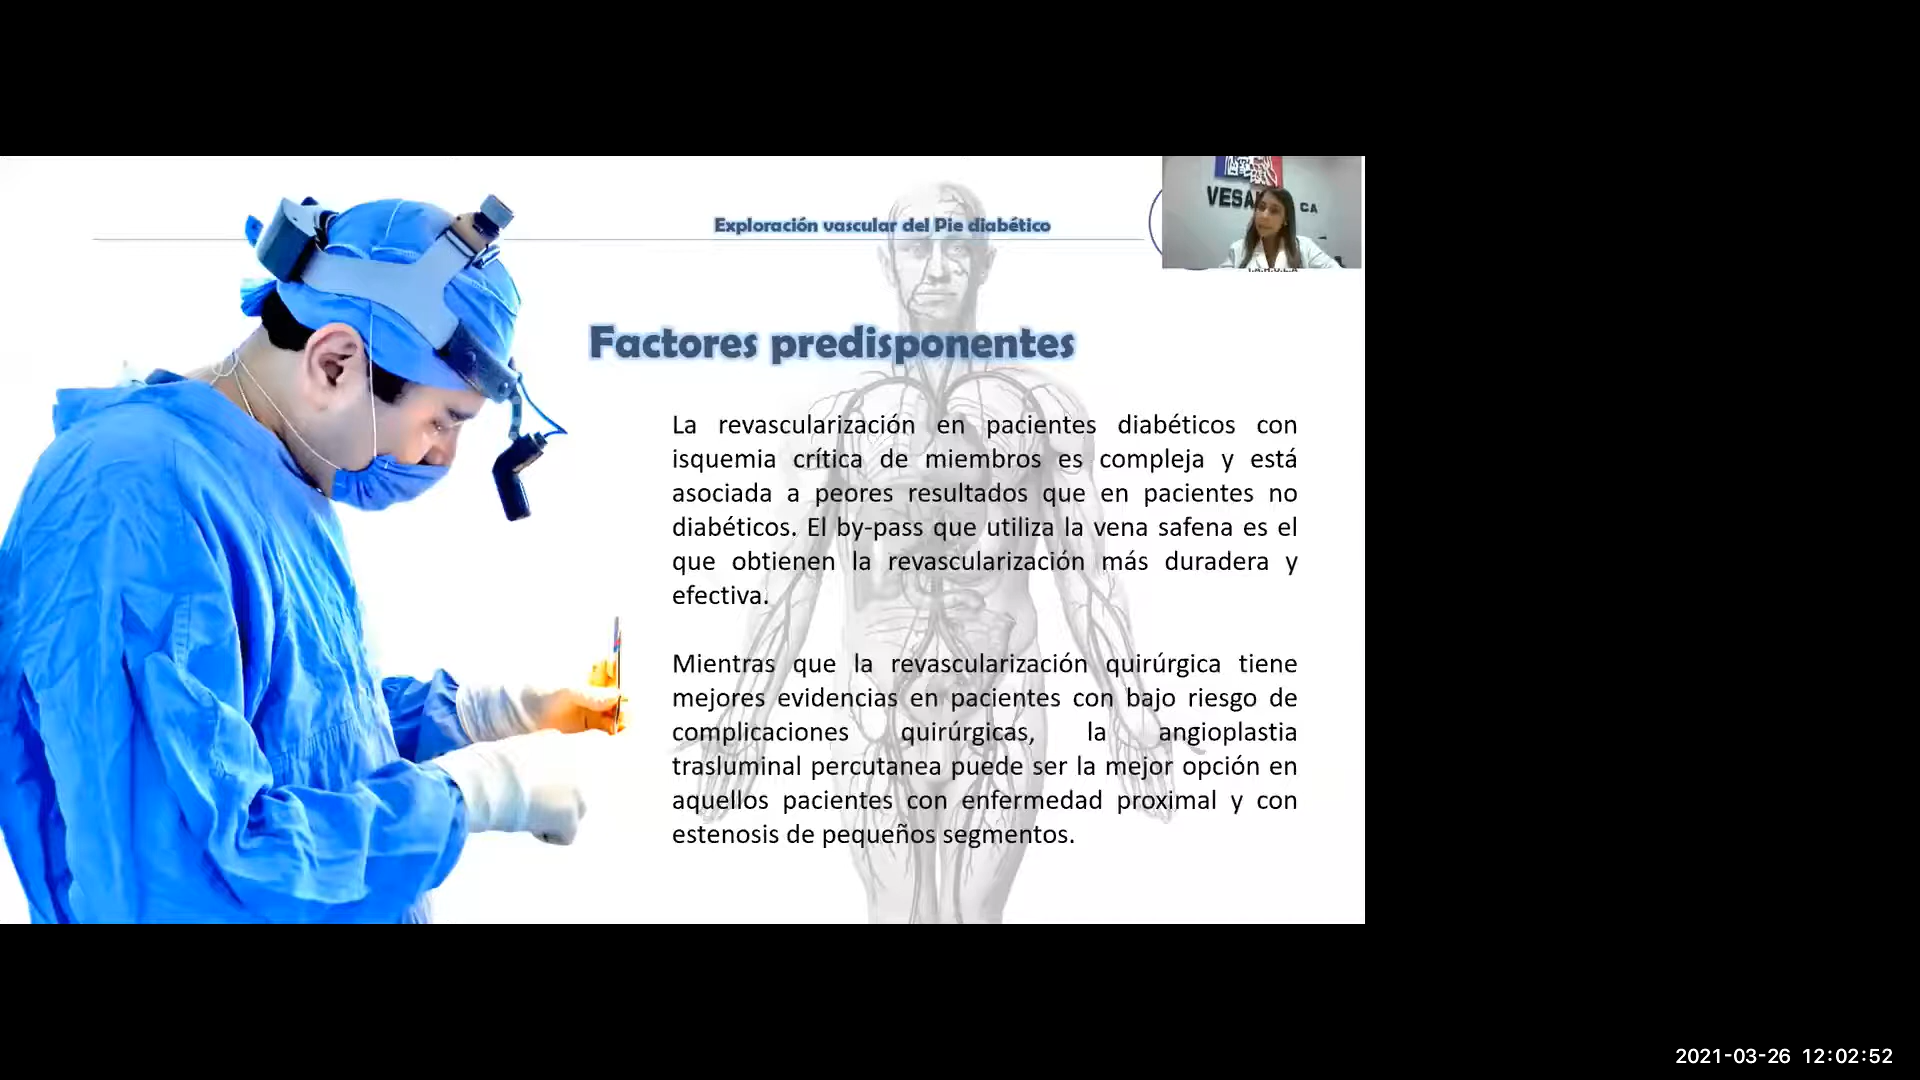 Exploración vascular del Pie diabético
CA
Factores predisponentes
La revascularización en pacientes diabéticos con
isquemia crítica de miembros es compleja y está
asociada a peores resultados que en pacientes no
diabéticos. El by-pass que utiliza la vena safena es el
que obtienen la revascularización más duradera y
efectiva.
Mientras que la revascularización quirúrgica tiene
mejores evidencias en pacientes con bajo riesgo de
complicaciones quirúrgicas, la angioplastia
trasluminal percutanea puede ser la mejor opción en
aquellos pacientes con enfermedad proximal y con
estenosis de pequeños segmentos.
2021-03-26 12:02:52